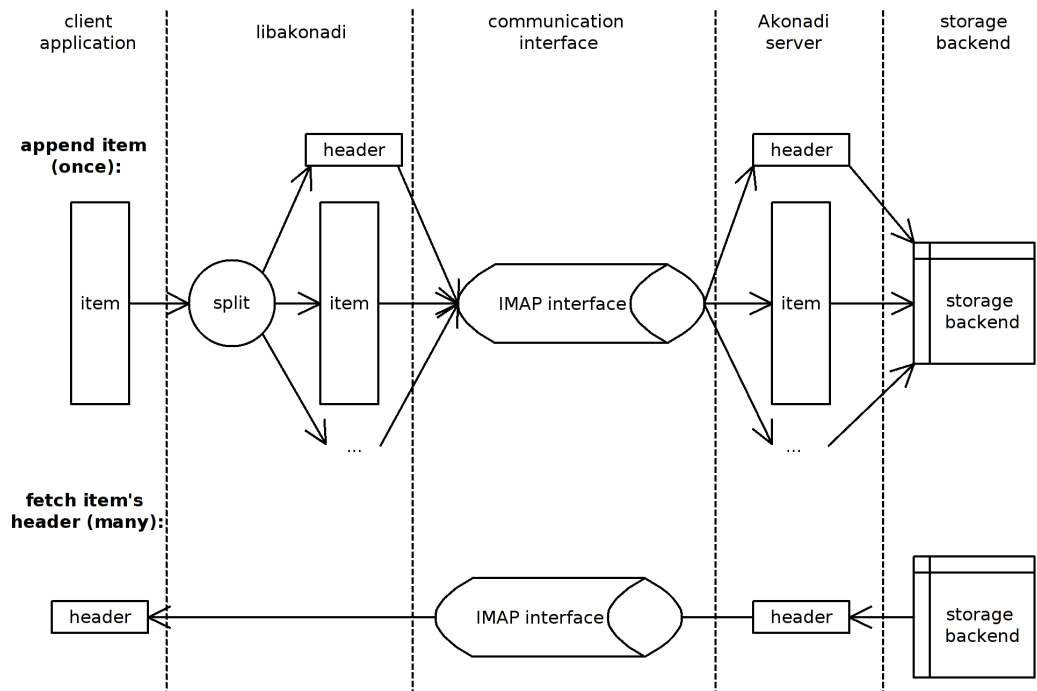 client
application
libakonadi
communication
interface
Akonadi
server
storage
backend
append item
(once):
header
header
item
split
item
IMAP interface
item
storage
backend
...
...
fetch item's
header (many):
header
IMAP interface
header
storage
backend